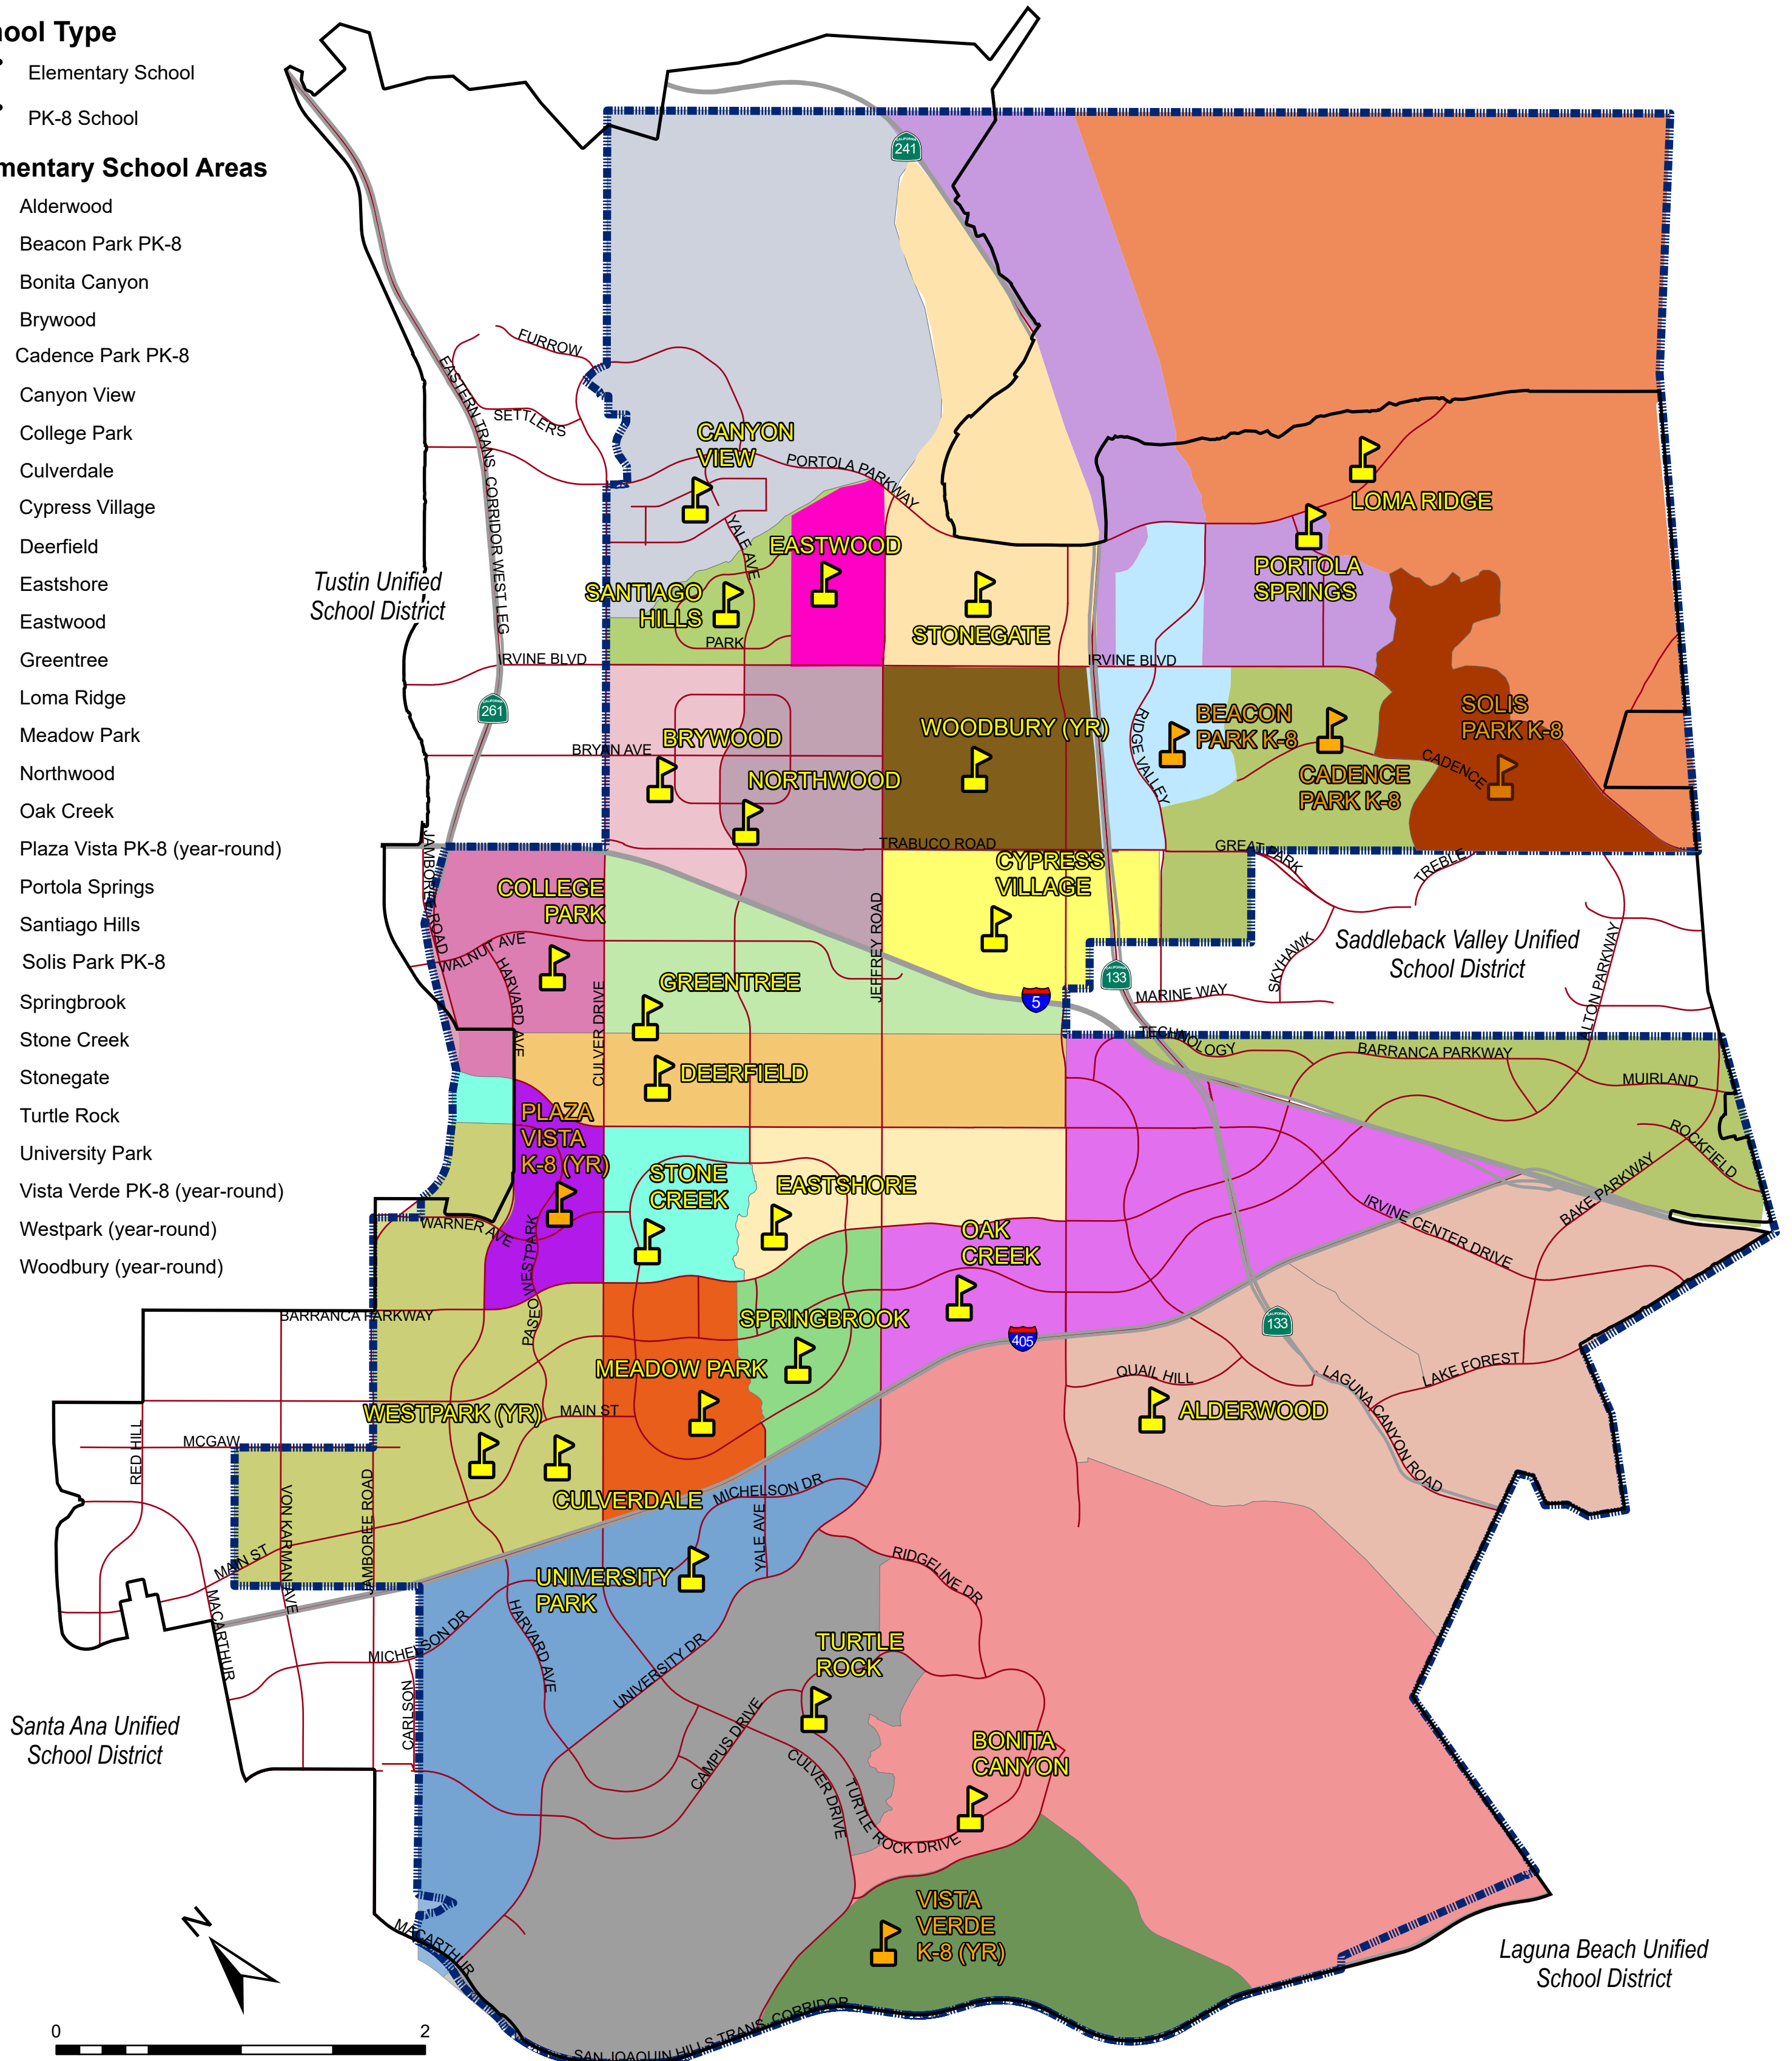 hool Type
Elementary School
PK-8 School
mentary School Areas
Alderwood
Beacon Park PK-8
Bonita Canyon
Brywood
Cadence Park PK-8
Canyon View
College Park
Culverdale
Cypress Village
Deerfield
Eastshore
Eastwood
Greentree
Loma Ridge
Meadow Park
Northwood
Oak Creek
Plaza Vista PK-8 (year-round)
Portola Springs
Santiago Hills
Solis Park PK-8
Springbrook
Stone Creek
Stonegate
Turtle Rock
University Park
Vista Verde PK-8 (year-round)
Westpark (year-round)
Woodbury (year-round)
241
FURROW
SETTLERS
EASTERN TRANS. CORRIDOR WEST LEG
CANYON
VIEW
PORTOLA PARKWAY
LOMA RIDGE
YALE AVE
EASTWOOD
PORTOLA
SPRINGS
Tustin Unified
School District
SANTIAGO
HILLS
PARK
STONEGATE
IRVINE BLVD
IRVINE BLVD
261
BRYAN AVE
BRYWOOD
NORTHWOOD
WOODBURY (YR)
RIDGE VALLEY
BEACON
PARK K-8
CADENCE
PARK K-8
SOLIS
PARK K-8
CADENCE
TRABUCO ROAD
GREAT PARK
TREBLE
JAMBOREE ROAD
COLLEGE
PARK
CYPRESS
VILLAGE
WALNUT AVE
HARVARD AVE
CULVER DRIVE
GREENTREE
JEFFREY ROAD
5
133
MARINE WAY
SKYHAWK
Saddleback Valley Unified
School District
ALTON PARKWAY
TECHNOLOGY
BARRANCA PARKWAY
MUIRLAND
ROCKFIELD
DEERFIELD
PLAZA
VISTA
K-8 (YR)
STONE
CREEK
EASTSHORE
OAK
CREEK
IRVINE CENTER DRIVE
BAKE PARKWAY
WARNER AVE
PASEO WESTPARK
BARRANCA PARKWAY
SPRINGBROOK
405
133
MEADOW PARK
QUAIL HILL
LAKE FOREST
LAGUNA CANYON ROAD
WESTPARK (YR)
MAIN ST
ALDERWOOD
MCGAW
RED HILL
CULVERDALE
MICHELSON DR
VON KARMAN AVE
JAMBOREE ROAD
YALE AVE
MAIN ST
UNIVERSITY
PARK
RIDGELINE DR
MACARTHUR
HARVARD AVE
MICHELSON DR
UNIVERSITY DR
TURTLE
ROCK
CARLSON
CAMPUS DRIVE
CULVER DRIVE
TURTLE ROCK DRIVE
BONITA
CANYON
Santa Ana Unified
School District
VISTA
VERDE
K-8 (YR)
MACARTHUR
N
Laguna Beach Unified
School District
SAN JOAQUIN HILLS TRANS. CORRIDOR
0 2